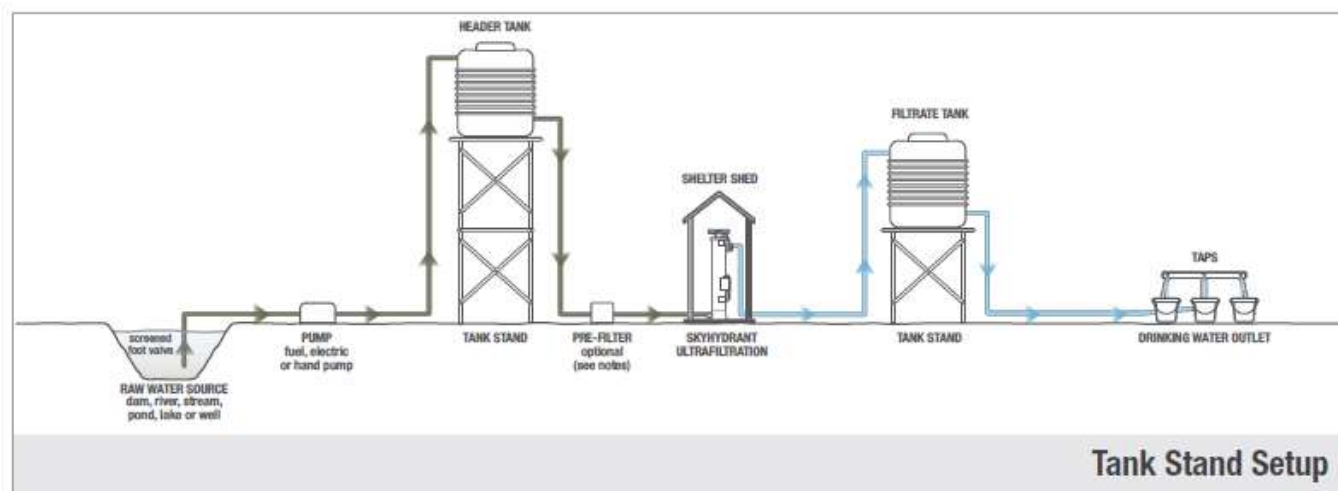 HEADER TANK
FILTRATE TANK
SHELTER SHED
TAPS
screened
foot valve
PUMP
fuel, electric
or hand pump
TANK STAND
PRE-FILTER
optional
(see notes)
SKYHYDRANT
ULTRAFILTRATION
TANK STAND
DRINKING WATER OUTLET
RAW WATER SOURCE
dam, river, stream,
pond, lake or well
Tank Stand Setup